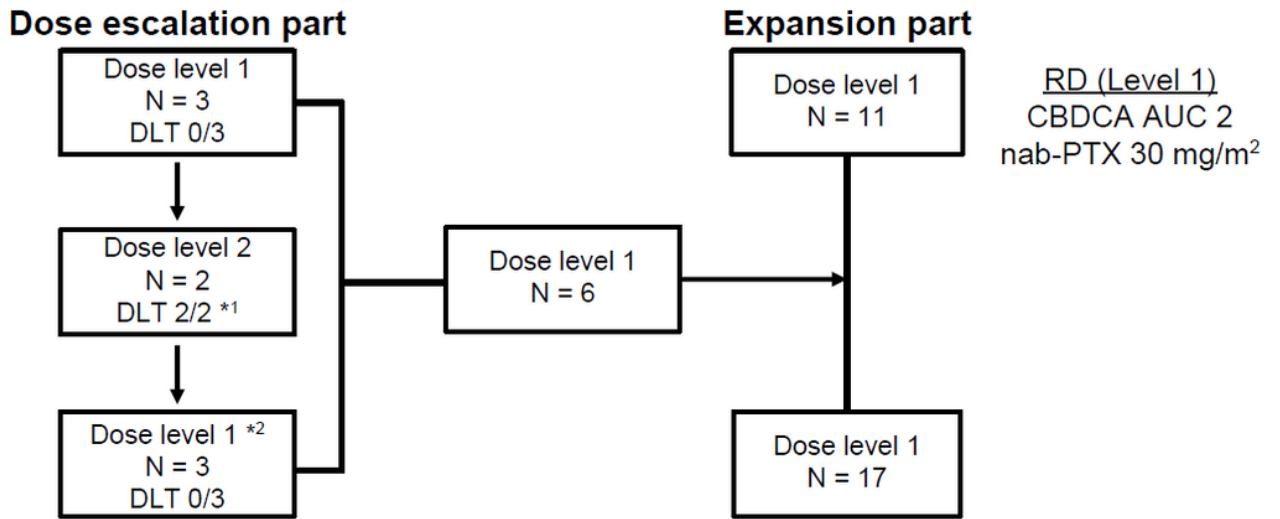 Dose escalation part
Dose level 1
N = 3
DLT 0/3
Dose level 2
N = 2
DLT 2/2 *1
Dose level 1 *2
N = 3
DLT 0/3
Dose level 1
N = 6
Expansion part
Dose level 1
N = 11
Dose level 1
N = 17
RD (Level 1)
CBDCA AUC 2
nab-PTX 30 mg/m2